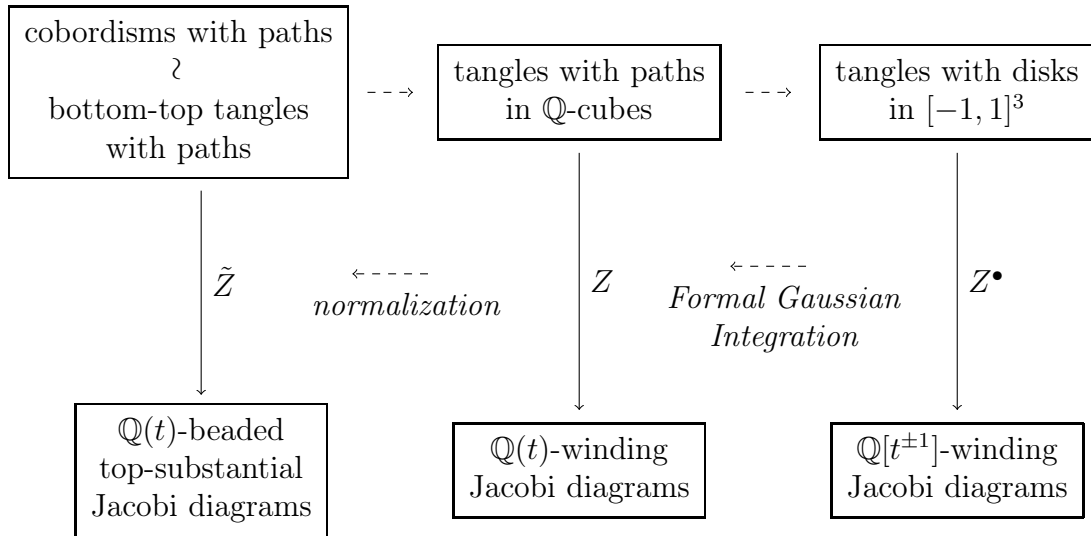 cobordisms with paths
≀
bottom-top tangles
with paths
tangles with paths
in ℚ-cubes
tangles with disks
in [−1, 1]³
Z̃
normalization
Z
Formal Gaussian
Integration
Z•
ℚ(t)-beaded
top-substantial
Jacobi diagrams
ℚ(t)-winding
Jacobi diagrams
ℚ[t^{±1}]-winding
Jacobi diagrams